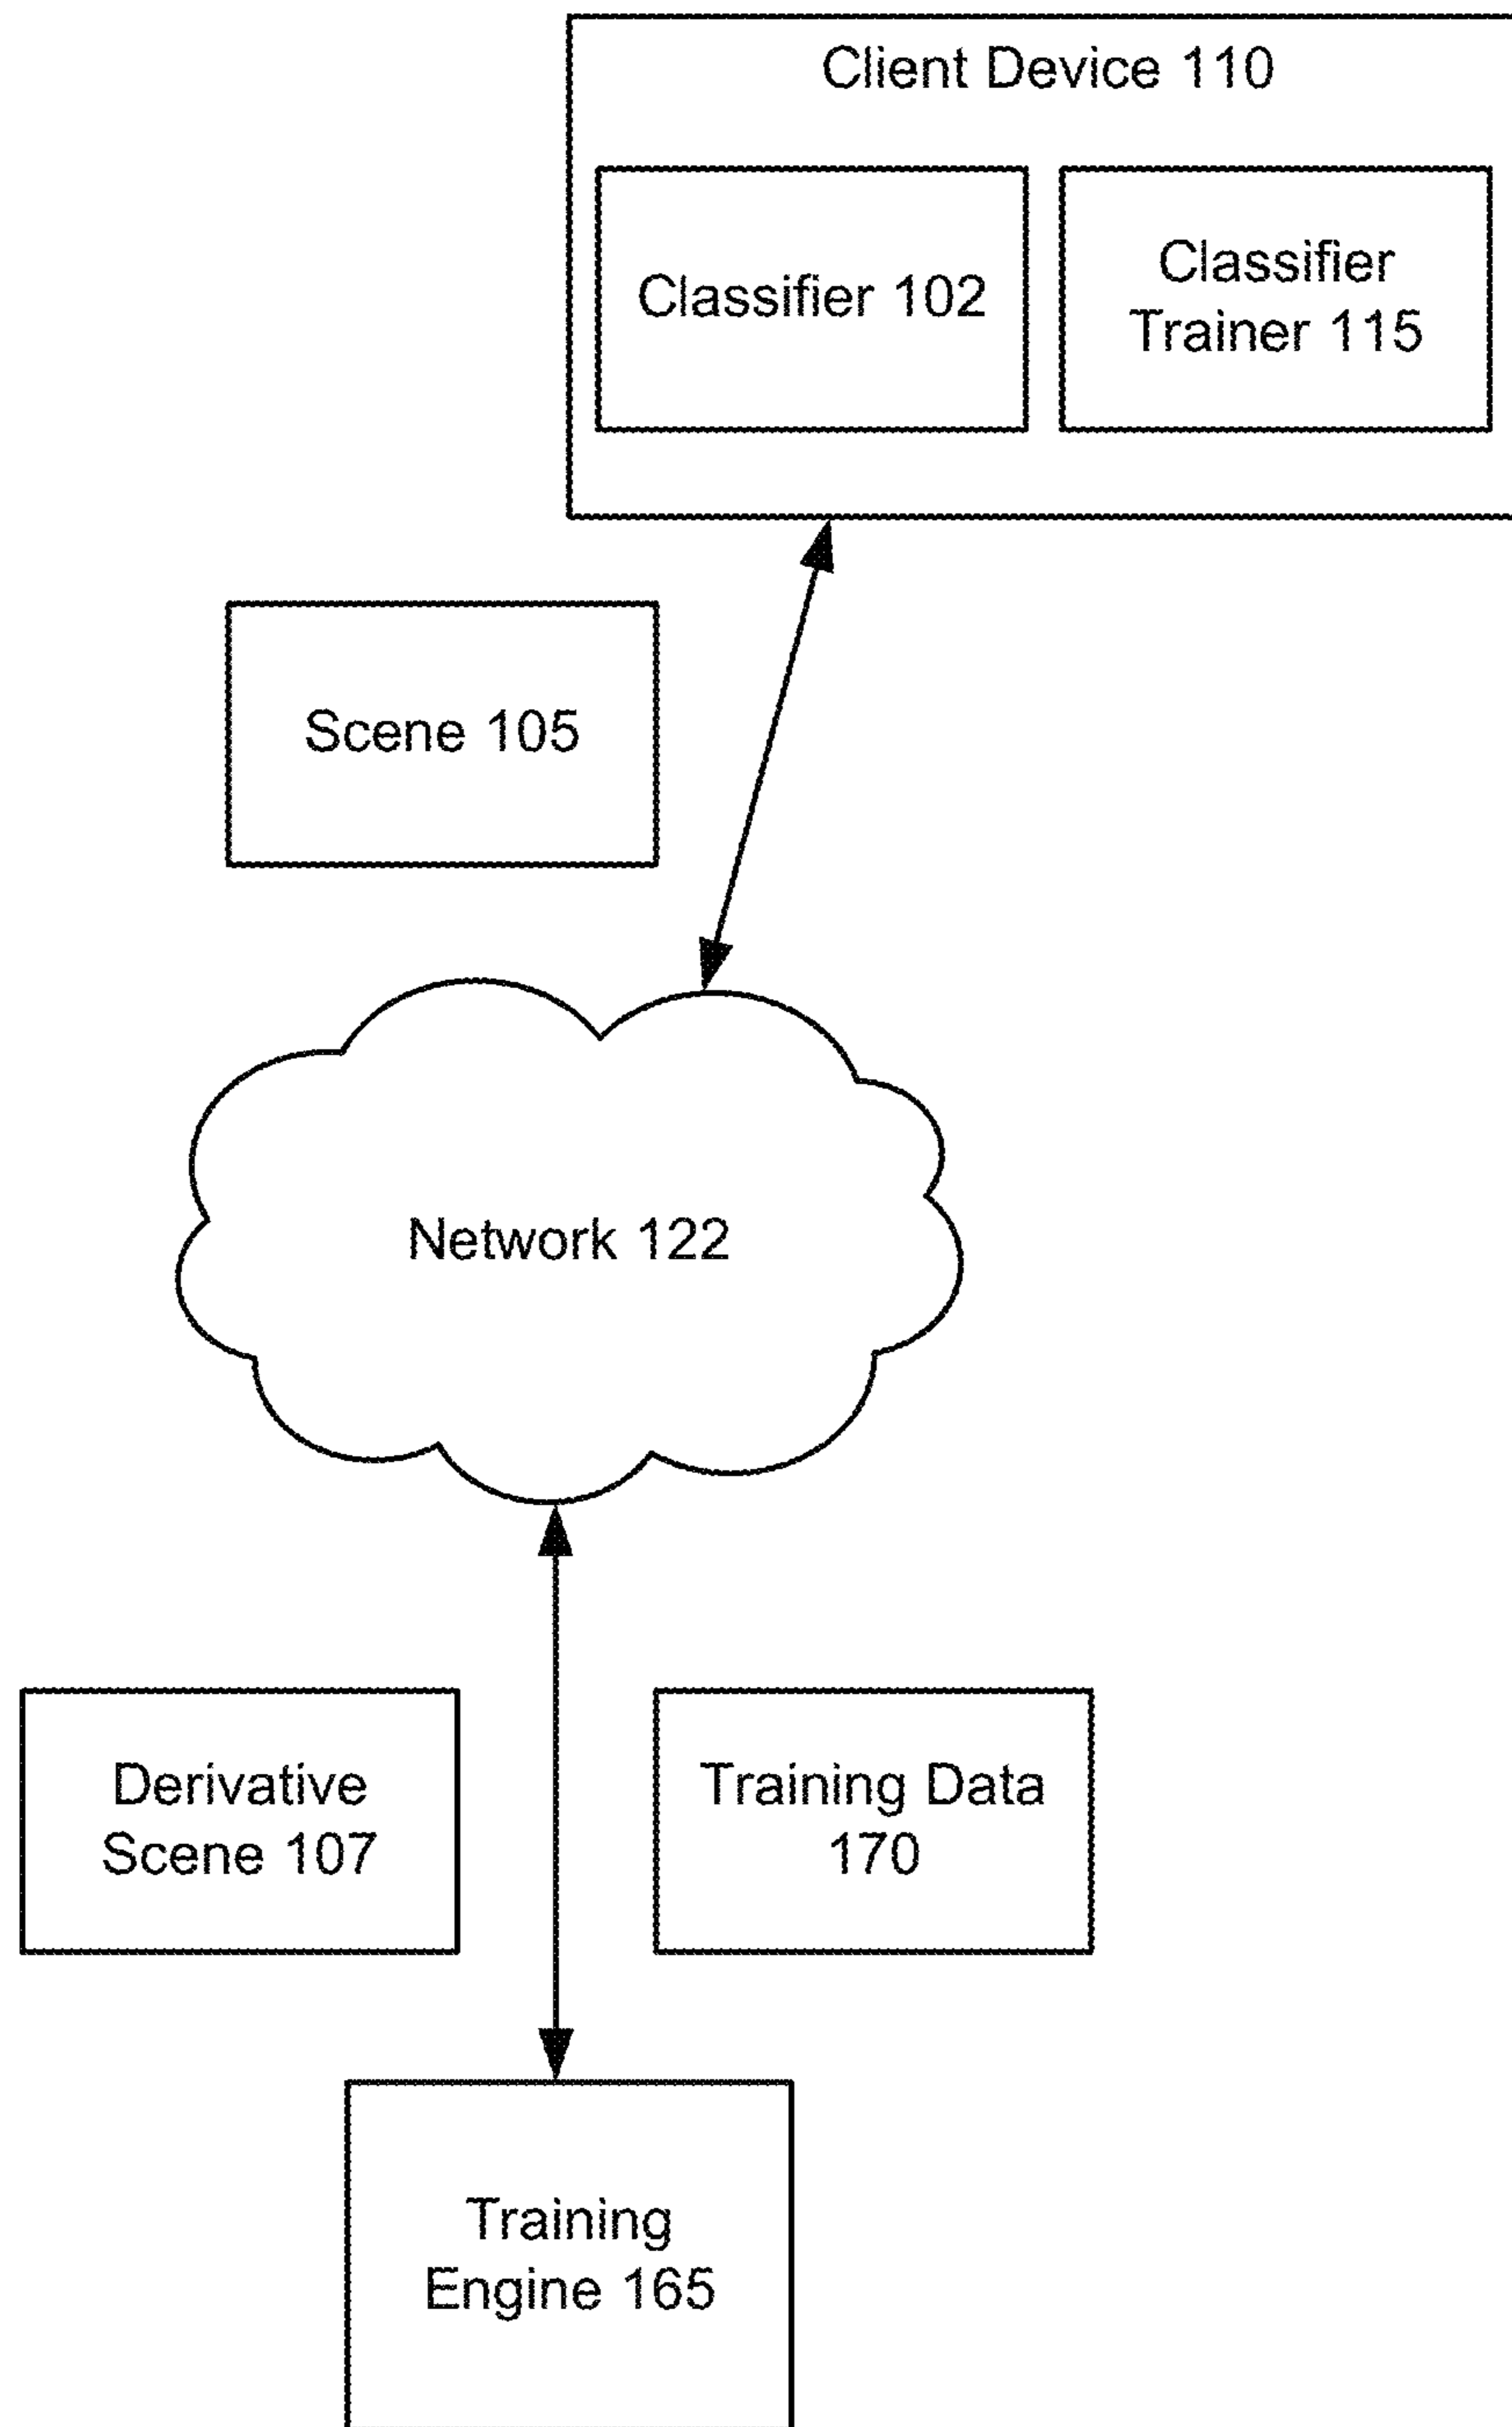 Client Device 110
Classifier 102
Classifier
Trainer 115
Scene 105
Network 122
Derivative
Scene 107
Training Data
170
Training
Engine 165